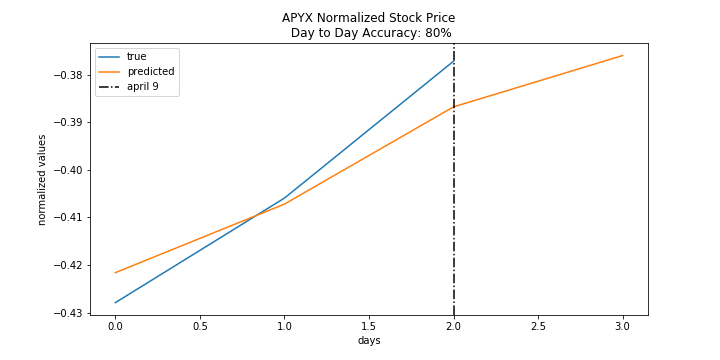 APYX Normalized Stock Price
Day to Day Accuracy: 80%
true
predicted
april 9
normalized values
−0.38
−0.39
−0.40
−0.41
−0.42
−0.43
0.0 0.5 1.0 1.5 2.0 2.5 3.0
days